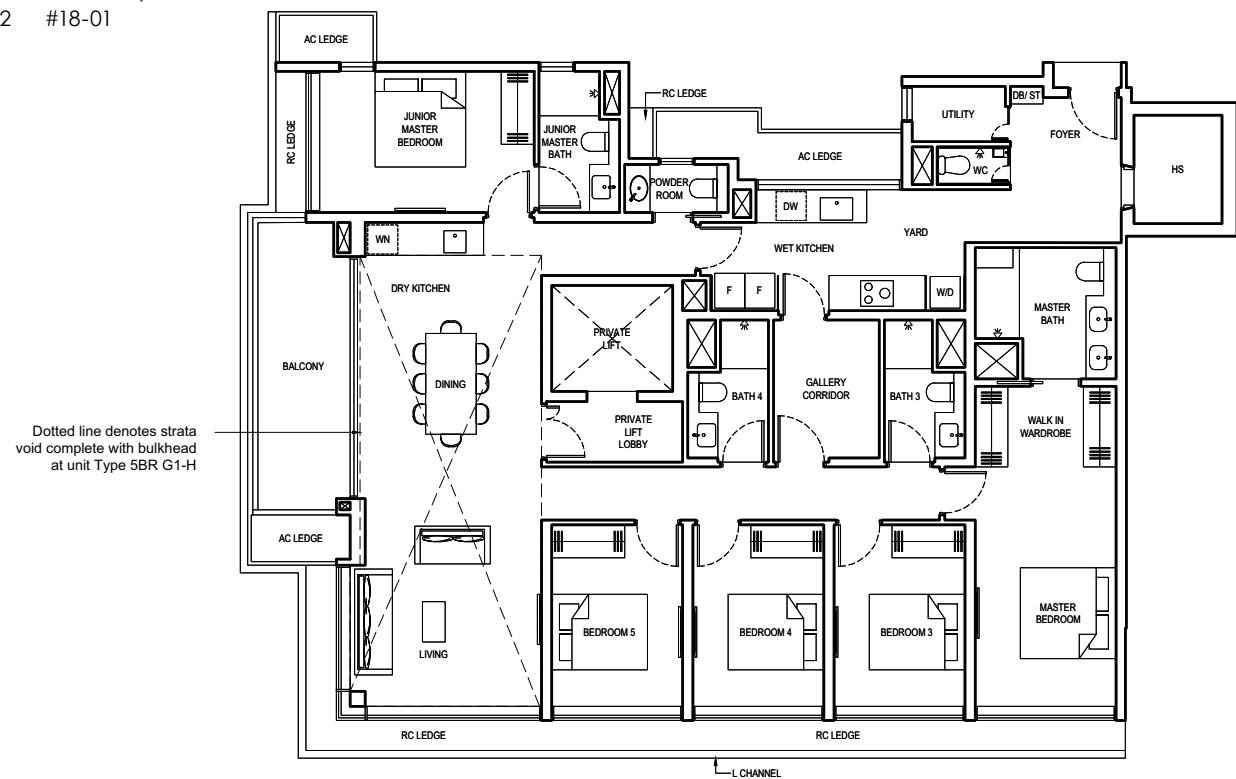 2 #18-01
AC LEDGE
RC LEDGE
JUNIOR
MASTER
BEDROOM
JUNIOR
MASTER
BATH
RC LEDGE
AC LEDGE
POWDER
ROOM
UTILITY
DB/ ST
FOYER
WC
HS
WN
DW
WET KITCHEN
YARD
DRY KITCHEN
F
F
W/D
MASTER
BATH
PRIVATE
LIFT
BALCONY
DINING
BATH 4
GALLERY
CORRIDOR
BATH 3
PRIVATE
LIFT
LOBBY
WALK IN
WARDROBE
Dotted line denotes strata
void complete with bulkhead
at unit Type 5BR G1-H
AC LEDGE
LIVING
BEDROOM 5
BEDROOM 4
BEDROOM 3
MASTER
BEDROOM
RC LEDGE
RC LEDGE
L CHANNEL